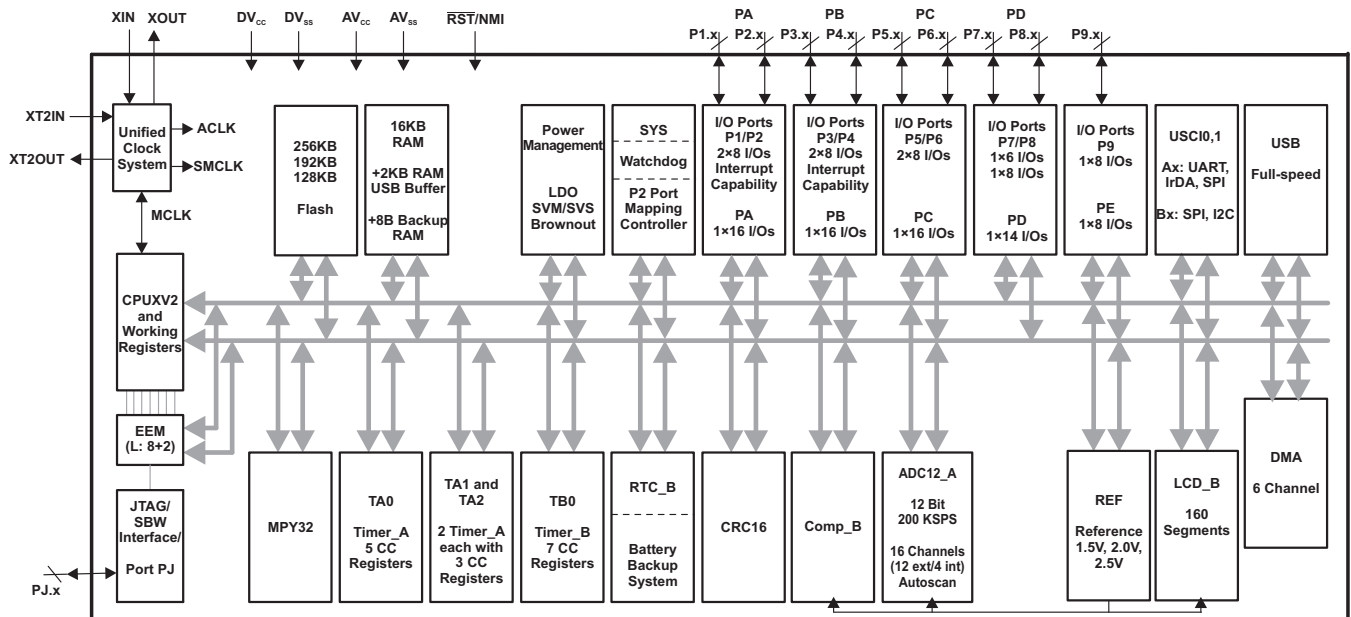 XIN XOUT DVCC DVSS AVCC AVSS RST/NMI
PA PB PC PD
P1.x P2.x P3.x P4.x P5.x P6.x P7.x P8.x P9.x
XT2IN
XT2OUT
Unified
Clock
System
ACLK
SMCLK
MCLK
256KB
192KB
128KB
Flash
16KB
RAM
+2KB RAM
USB Buffer
+8B Backup
RAM
Power
Management
LDO
SVM/SVS
Brownout
SYS
Watchdog
P2 Port
Mapping
Controller
I/O Ports
P1/P2
2×8 I/Os
Interrupt
Capability
PA
1×16 I/Os
I/O Ports
P3/P4
2×8 I/Os
Interrupt
Capability
PB
1×16 I/Os
I/O Ports
P5/P6
2×8 I/Os
PC
1×16 I/Os
I/O Ports
P7/P8
1×6 I/Os
1×8 I/Os
PD
1×14 I/Os
I/O Ports
P9
1×8 I/Os
PE
1×8 I/Os
USCI0,1
Ax: UART,
IrDA, SPI
Bx: SPI, I2C
USB
Full-speed
CPUXV2
and
Working
Registers
EEM
(L: 8+2)
JTAG/
SBW
Interface/
Port PJ
PJ.x
MPY32
TA0
Timer_A
5 CC
Registers
TA1 and
TA2
2 Timer_A
each with
3 CC
Registers
TB0
Timer_B
7 CC
Registers
RTC_B
Battery
Backup
System
CRC16
Comp_B
ADC12_A
12 Bit
200 KSPS
16 Channels
(12 ext/4 int)
Autoscan
REF
Reference
1.5V, 2.0V,
2.5V
LCD_B
160
Segments
DMA
6 Channel